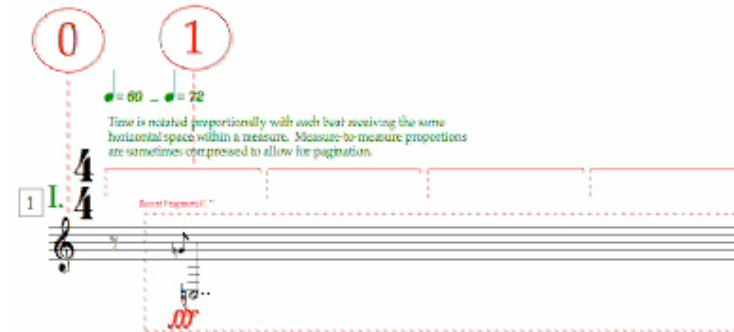 0 1
♩= 60 – ♩= 72
Time is notated proportionally with each beat receiving the same
horizontal space within a measure. Measure-to-measure proportions
are sometimes compressed to allow for pagination.
4
4
1 I.
fff